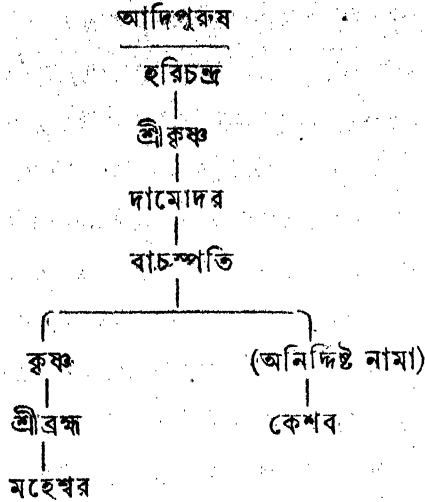 আদিপুরুষ
হরিচন্দ্র
শ্রীকৃষ্ণ
দামোদর
বাচস্পতি
কৃষ্ণ (অনির্দ্দিষ্ট নামা)
শ্রীব্রহ্ম কেশব
মহেশ্বর